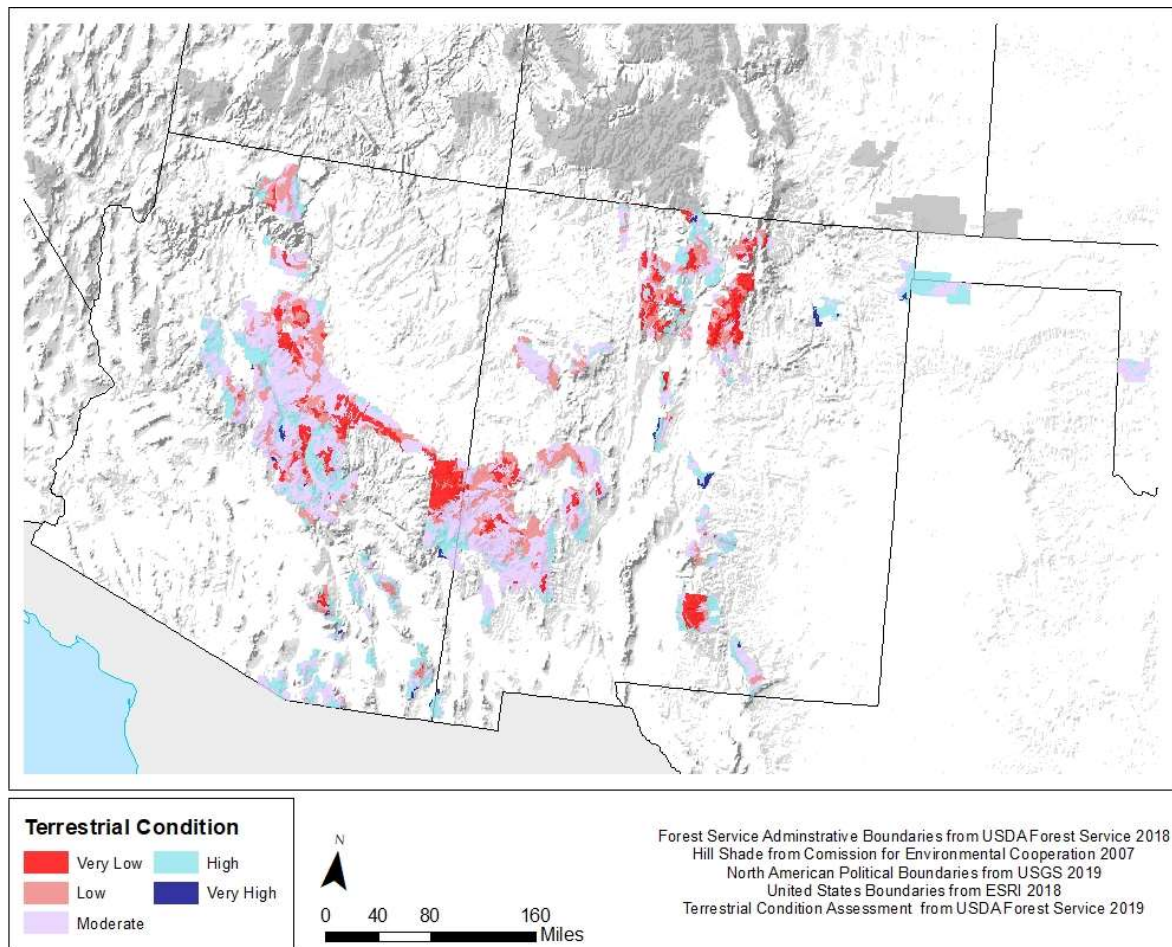 Terrestrial Condition
Very Low
High
Low
Very High
Moderate
N
0 40 80 160
Miles
Forest Service Adminstrative Boundaries from USDA Forest Service 2018
Hill Shade from Comission for Environmental Cooperation 2007
North American Political Boundaries from USGS 2019
United States Boundaries from ESRI 2018
Terrestrial Condition Assessment from USDA Forest Service 2019